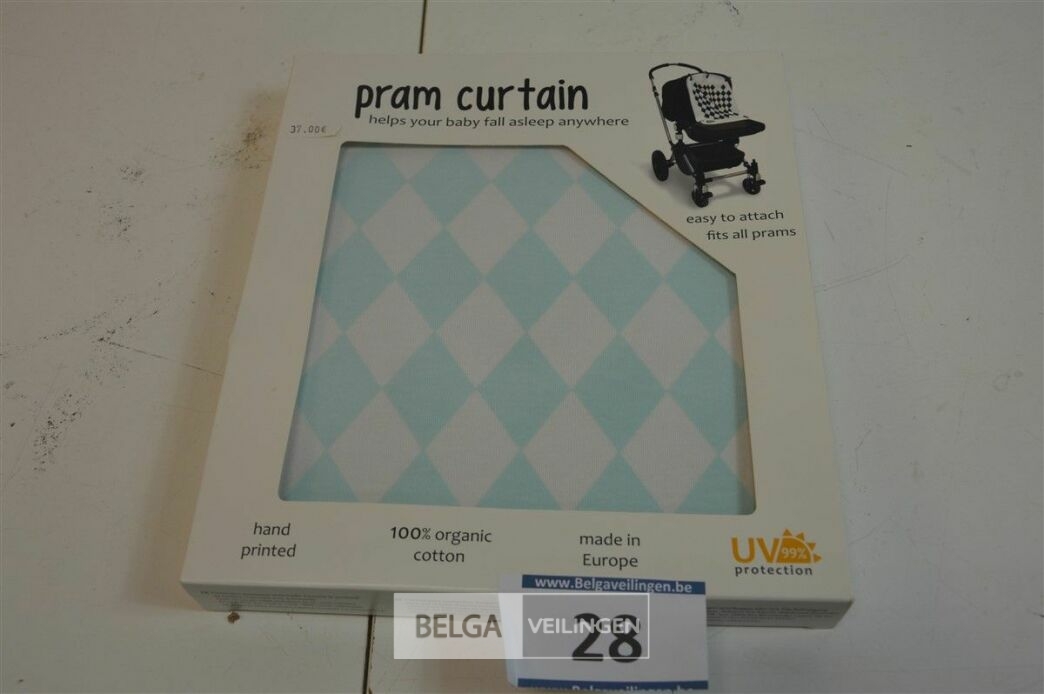 pram curtain
helps your baby fall asleep anywhere
37.00€
easy to attach
fits all prams
hand
printed
100% organic
cotton
made in
Europe
UV 99%
protection
www.Belgaveilingen.be
BELGA VEILINGEN
28